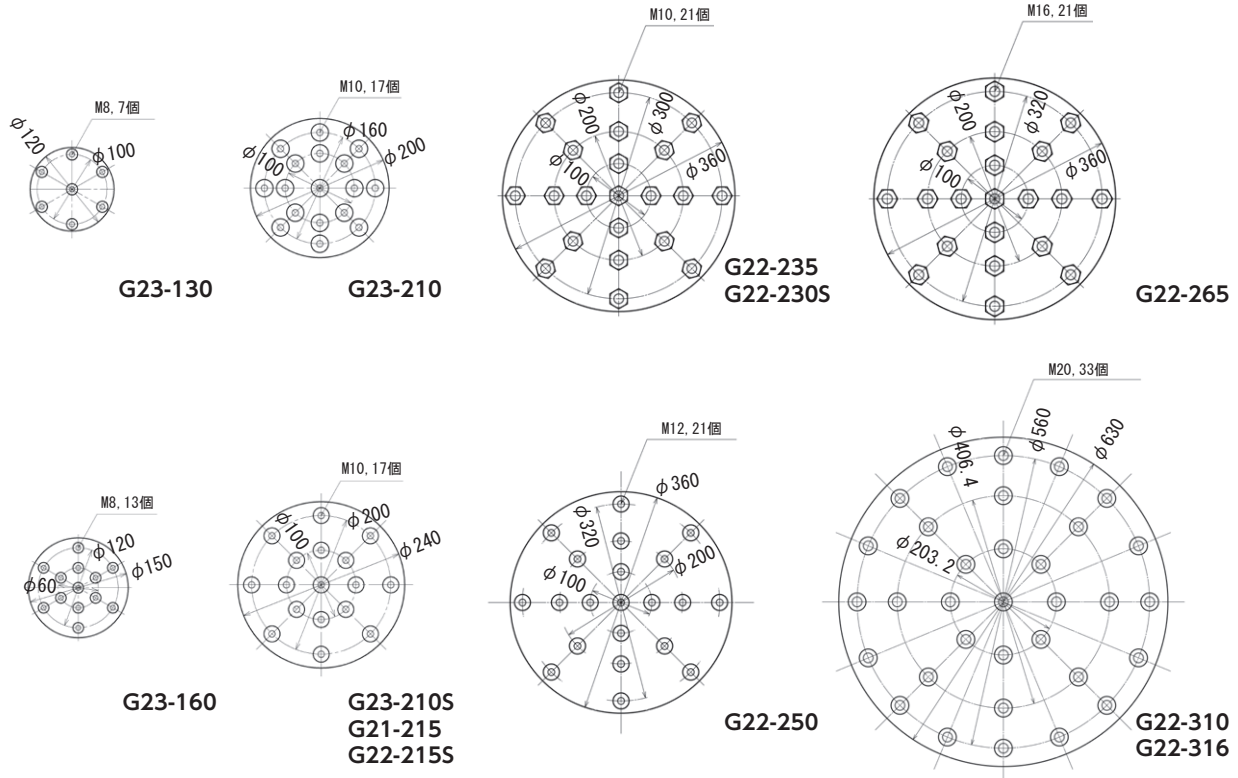 M8, 7個
φ120
φ100
G23-130
M10, 17個
φ160
φ100
φ200
G23-210
M10, 21個
φ200
φ300
φ100
φ360
G22-235
G22-230S
M16, 21個
φ200
φ320
φ100
φ360
G22-265
M8, 13個
φ120
φ60
φ150
G23-160
M10, 17個
φ200
φ100
φ240
G23-210S
G21-215
G22-215S
M12, 21個
φ360
φ320
φ200
φ100
G22-250
M20, 33個
φ406.4
φ560
φ630
φ203.2
G22-310
G22-316